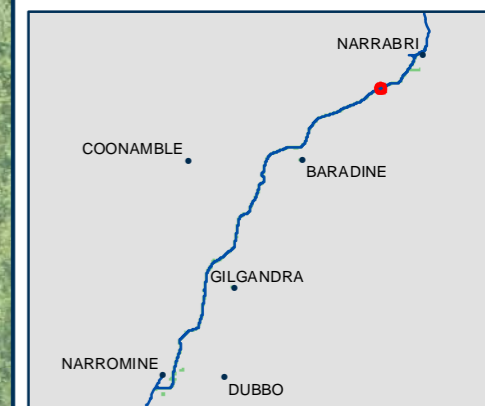 NARRABRI
COONAMBLE
BARADINE
GILGANDRA
NARROMINE
DUBBO